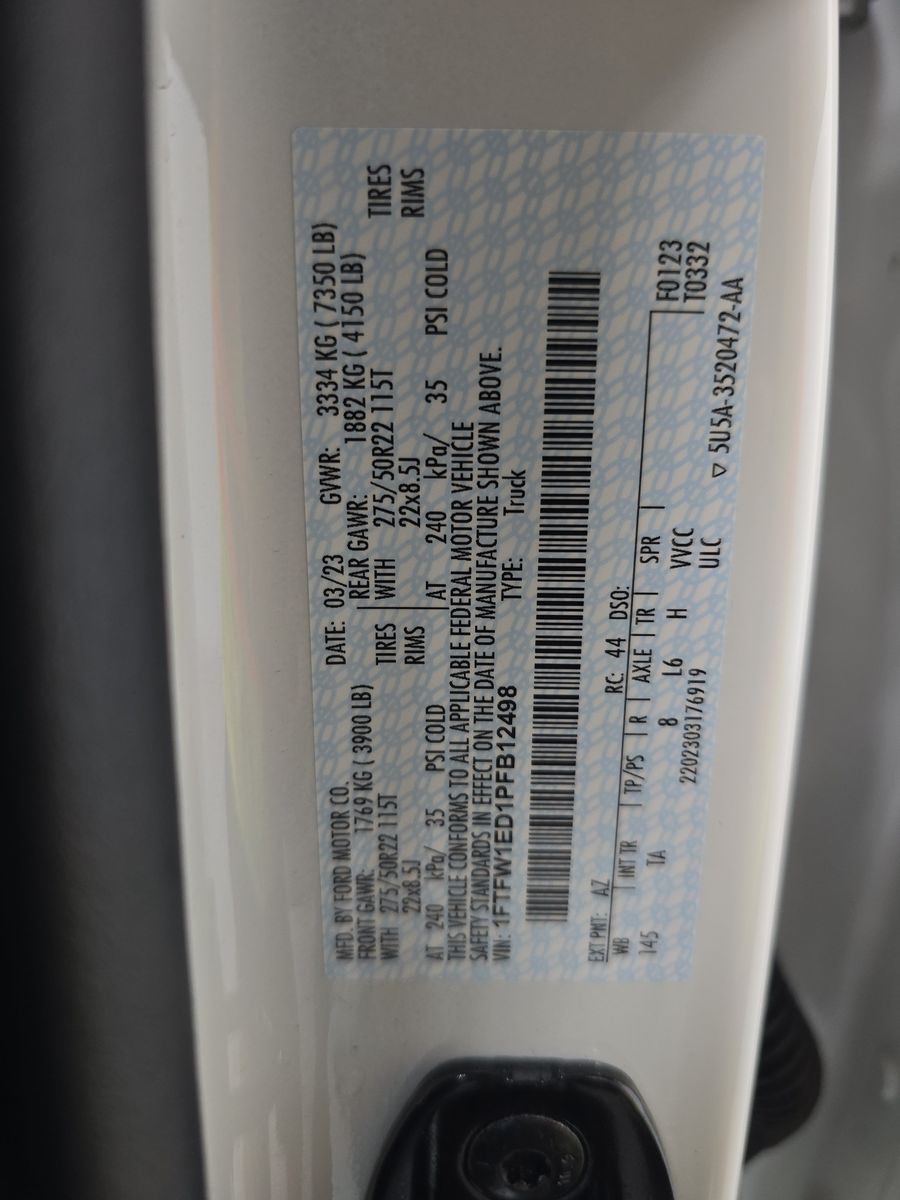 MFD. BY FORD MOTOR CO. DATE: 03/23 GVWR: 3334 KG ( 7350 LB)
FRONT GAWR: 1769 KG ( 3900 LB) REAR GAWR: 1882 KG ( 4150 LB)
WITH 275/50R22 115T TIRES WITH 275/50R22 115T TIRES
22x8.5J RIMS 22x8.5J RIMS
AT 240 kPa/ 35 PSI COLD AT 240 kPa/ 35 PSI COLD
THIS VEHICLE CONFORMS TO ALL APPLICABLE FEDERAL MOTOR VEHICLE
SAFETY STANDARDS IN EFFECT ON THE DATE OF MANUFACTURE SHOWN ABOVE.
VIN: 1FTFW1ED1PFB12498 TYPE: Truck
EXT PNT: AZ RC: 44 DSO:
WB INT TR TP/PS R AXLE TR SPR F0123
145 TA 8 L6 H VVCC T0332
2202303176919 ULC
▽ 5U5A-3520472-AA